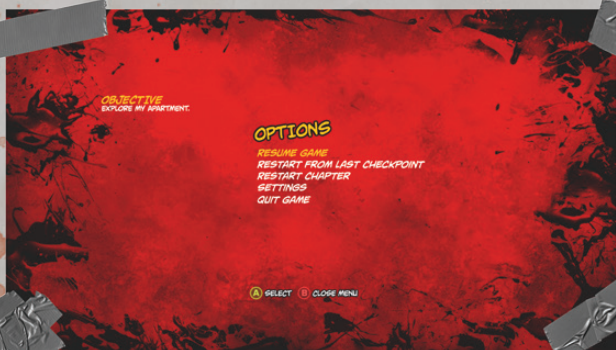 OBJECTIVE
EXPLORE MY APARTMENT.
OPTIONS
RESUME GAME
RESTART FROM LAST CHECKPOINT
RESTART CHAPTER
SETTINGS
QUIT GAME
A SELECT B CLOSE MENU